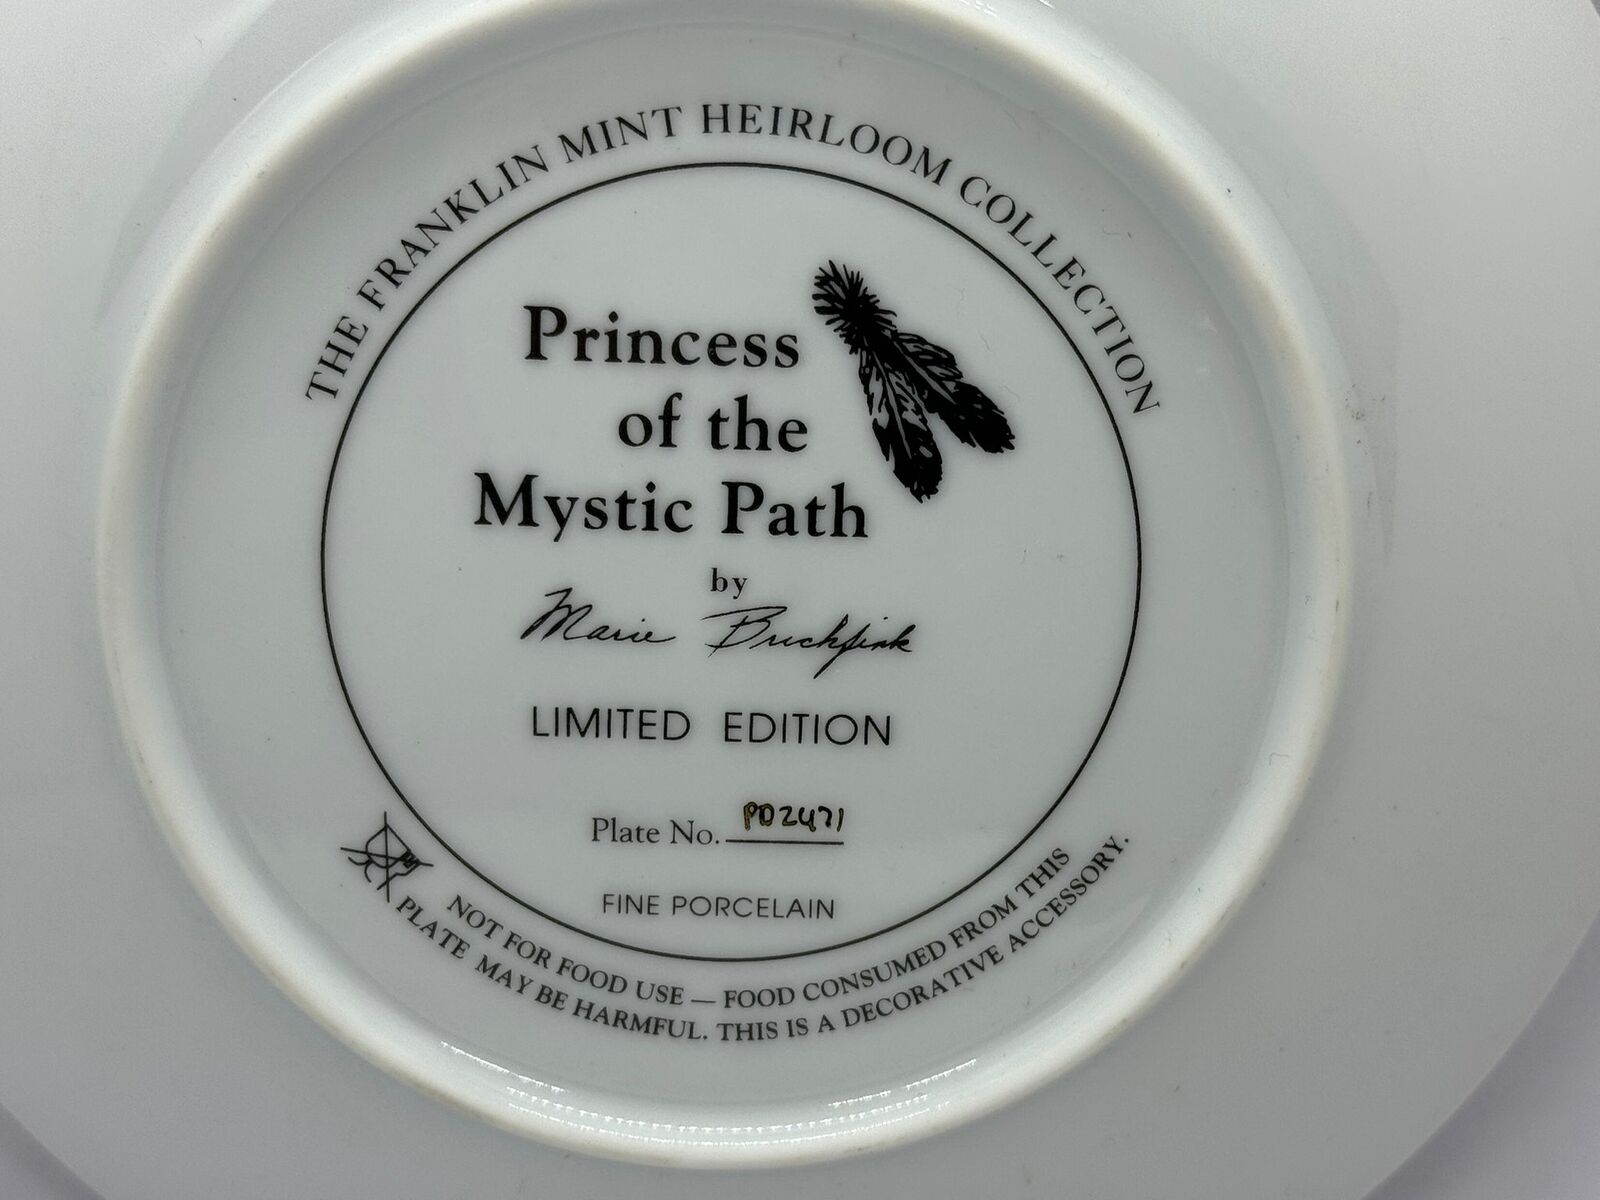 THE FRANKLIN MINT HEIRLOOM COLLECTION
Princess
of the
Mystic Path
by
Marie Buchfink
LIMITED EDITION
Plate No. PD2471
FINE PORCELAIN
NOT FOR FOOD USE — FOOD CONSUMED FROM THIS
PLATE MAY BE HARMFUL. THIS IS A DECORATIVE ACCESSORY.